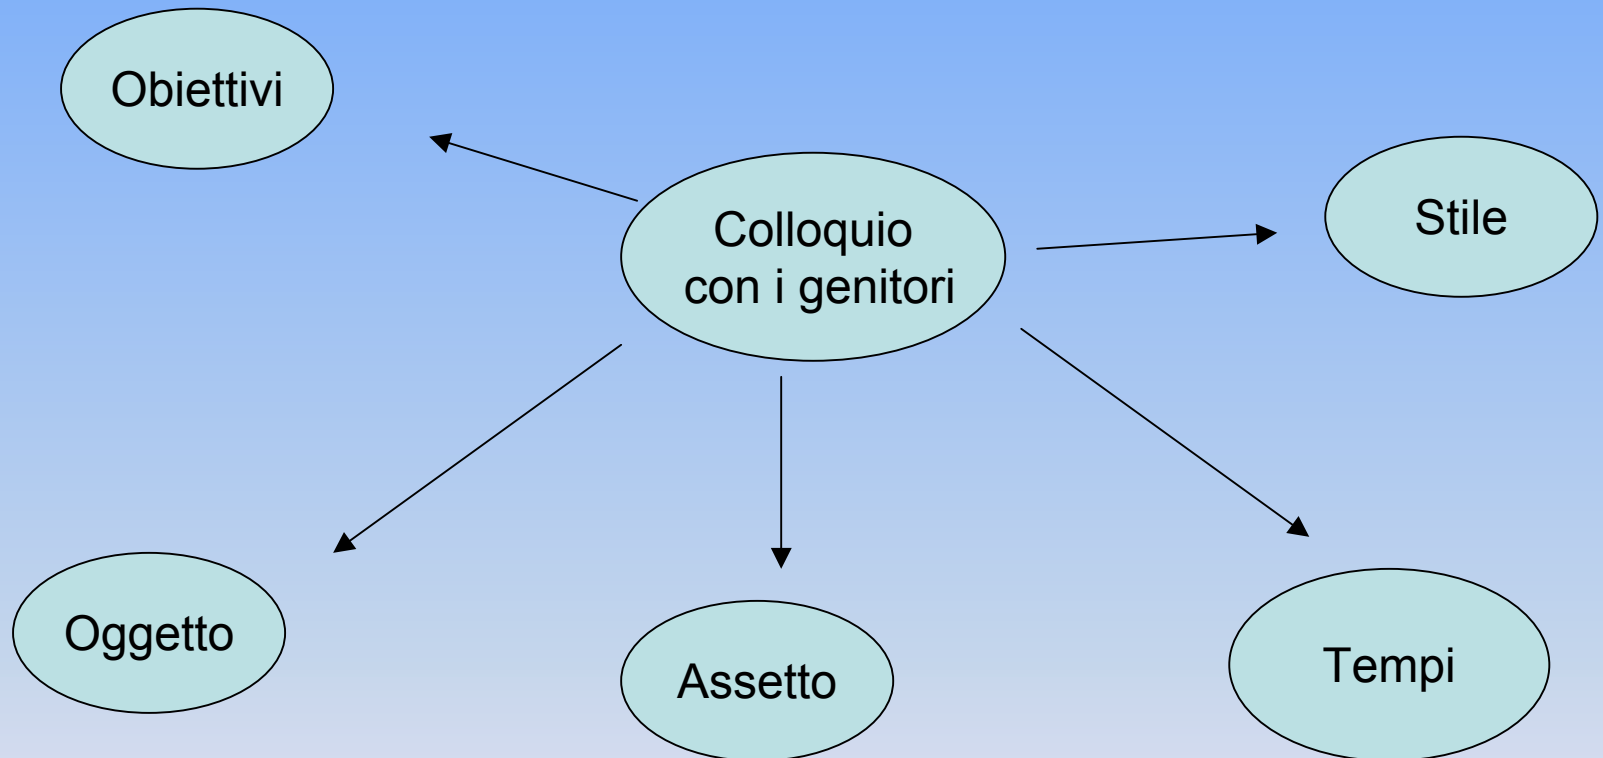 Obiettivi
Colloquio
con i genitori
Stile
Oggetto
Assetto
Tempi